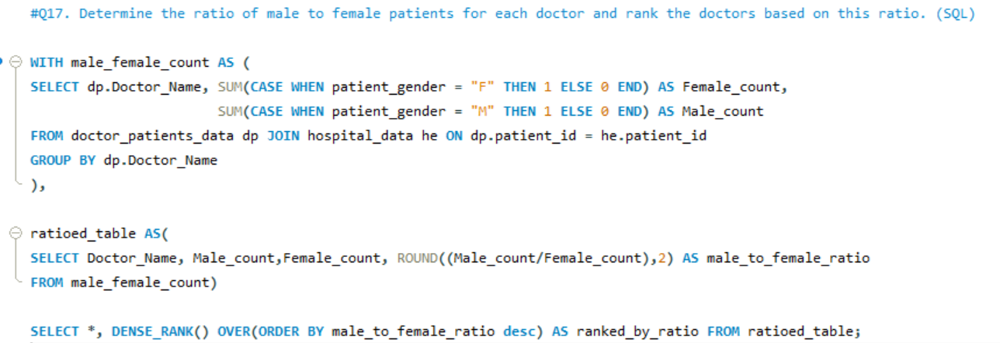 #Q17. Determine the ratio of male to female patients for each doctor and rank the doctors based on this ratio. (SQL)
WITH male_female_count AS (
SELECT dp.Doctor_Name, SUM(CASE WHEN patient_gender = "F" THEN 1 ELSE 0 END) AS Female_count,
SUM(CASE WHEN patient_gender = "M" THEN 1 ELSE 0 END) AS Male_count
FROM doctor_patients_data dp JOIN hospital_data he ON dp.patient_id = he.patient_id
GROUP BY dp.Doctor_Name
),
ratioed_table AS(
SELECT Doctor_Name, Male_count,Female_count, ROUND((Male_count/Female_count),2) AS male_to_female_ratio
FROM male_female_count)
SELECT *, DENSE_RANK() OVER(ORDER BY male_to_female_ratio desc) AS ranked_by_ratio FROM ratioed_table;